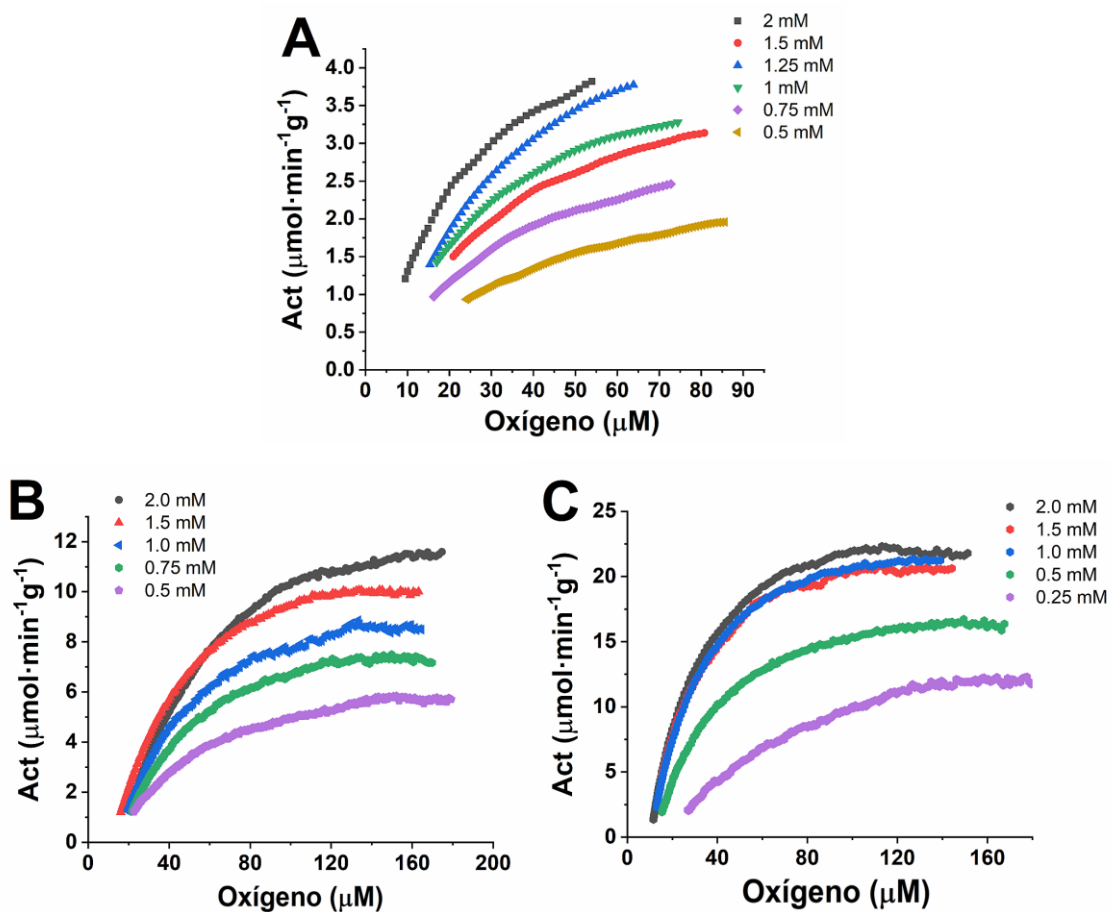 A
2 mM
1.5 mM
1.25 mM
1 mM
0.75 mM
0.5 mM
4.0
3.5
3.0
2.5
2.0
1.5
1.0
0.5
0.0
Act (µmol·min⁻¹g⁻¹)
0 10 20 30 40 50 60 70 80 90
Oxígeno (µM)
B
2.0 mM
1.5 mM
1.0 mM
0.75 mM
0.5 mM
12
10
8
6
4
2
0
Act (µmol·min⁻¹g⁻¹)
0 40 80 120 160 200
Oxígeno (µM)
C
2.0 mM
1.5 mM
1.0 mM
0.5 mM
0.25 mM
25
20
15
10
5
0
Act (µmol·min⁻¹g⁻¹)
0 40 80 120 160
Oxígeno (µM)